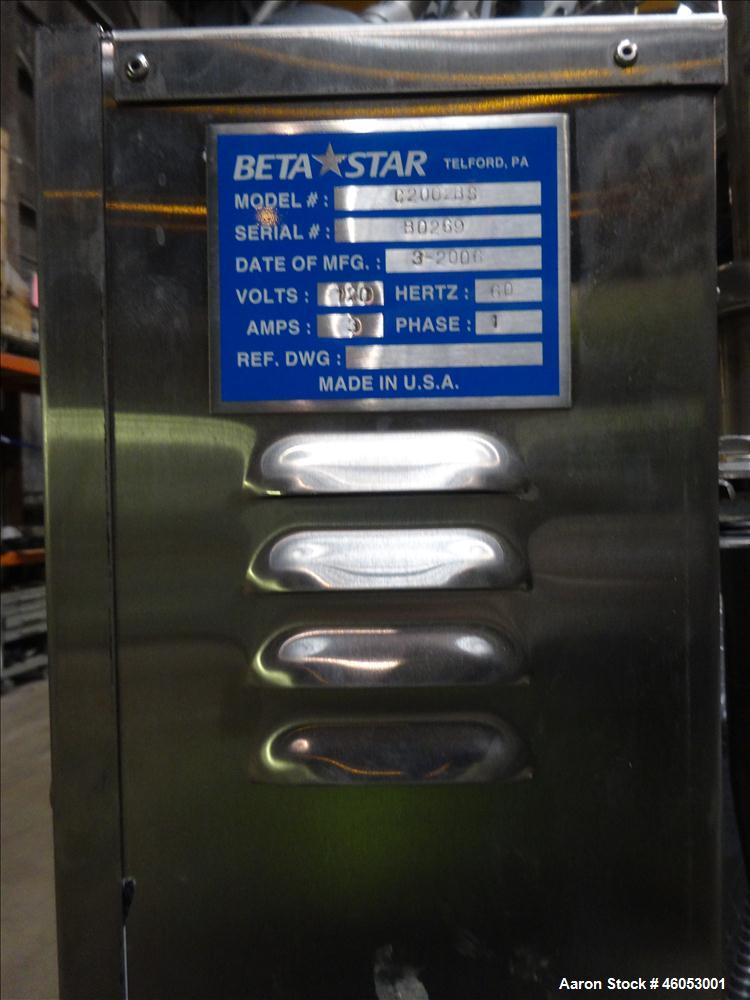 BETA STAR TELFORD, PA
MODEL # :
SERIAL # : B0269
DATE OF MFG. : 3-2006
VOLTS : 120 HERTZ : 60
AMPS : PHASE : 1
REF. DWG :
MADE IN U.S.A.
Aaron Stock # 46053001